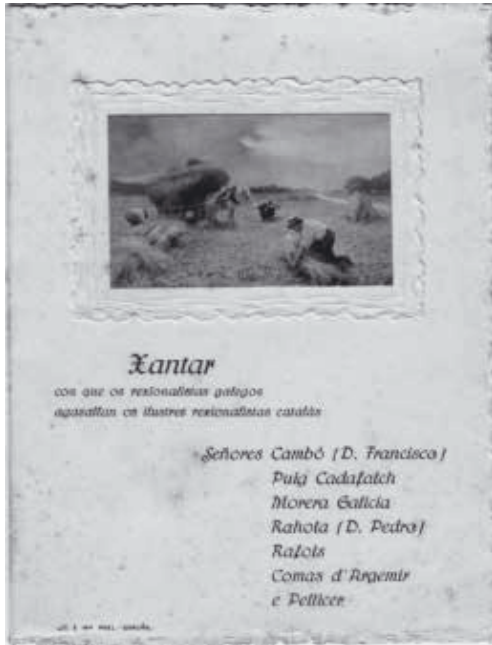 Xantar
con que os rexionalistas galegos
agasallan os ilustres rexionalistas catalás
Señores Cambó (D. Francisco)
Puig Cadafalch
Morera Galicia
Rahola (D. Pedro)
Rafols
Comas d'Argemir
e Pellicer